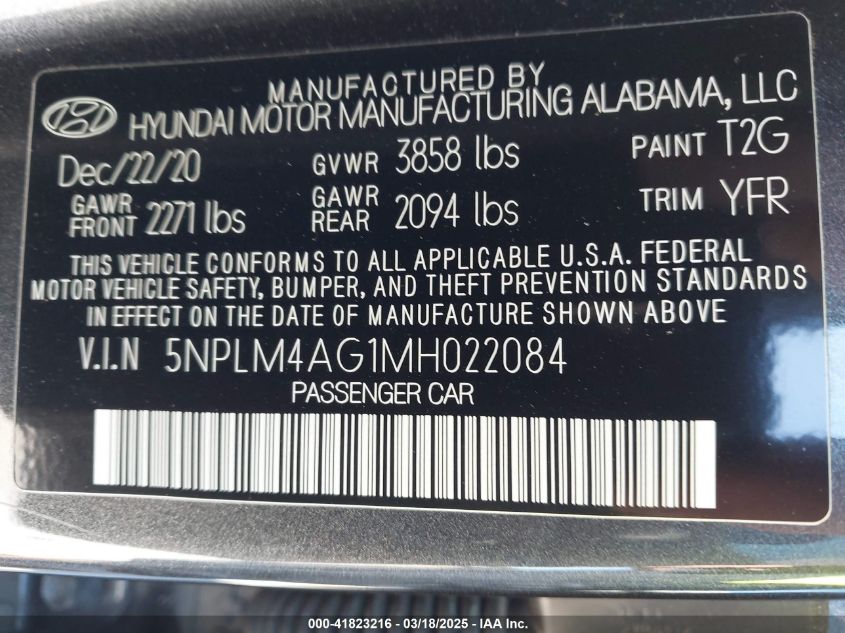 MANUFACTURED BY
HYUNDAI MOTOR MANUFACTURING ALABAMA, LLC
Dec/22/20 GVWR 3858 lbs PAINT T2G
GAWR FRONT 2271 lbs GAWR REAR 2094 lbs TRIM YFR
THIS VEHICLE CONFORMS TO ALL APPLICABLE U.S.A. FEDERAL
MOTOR VEHICLE SAFETY, BUMPER, AND THEFT PREVENTION STANDARDS
IN EFFECT ON THE DATE OF MANUFACTURE SHOWN ABOVE
V.I.N 5NPLM4AG1MH022084
PASSENGER CAR
000-41823216 - 03/18/2025 - IAA Inc.